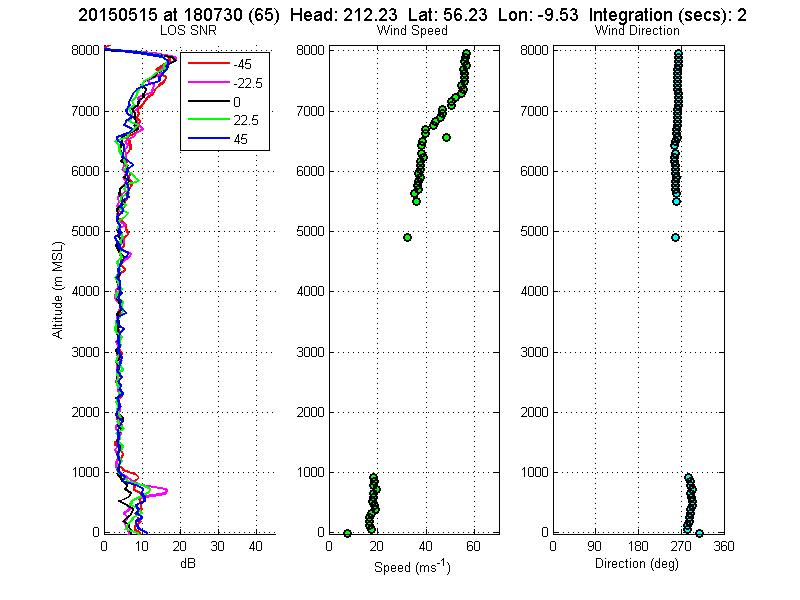 20150515 at 180730 (65)  Head: 212.23  Lat: 56.23  Lon: -9.53  Integration (secs): 2
LOS SNR
Wind Speed
Wind Direction
Altitude (m MSL)
8000
7000
6000
5000
4000
3000
2000
1000
0
0 10 20 30 40
dB
-45
-22.5
0
22.5
45
8000
7000
6000
5000
4000
3000
2000
1000
0
0 20 40 60
Speed (ms⁻¹)
8000
7000
6000
5000
4000
3000
2000
1000
0
0 90 180 270 360
Direction (deg)